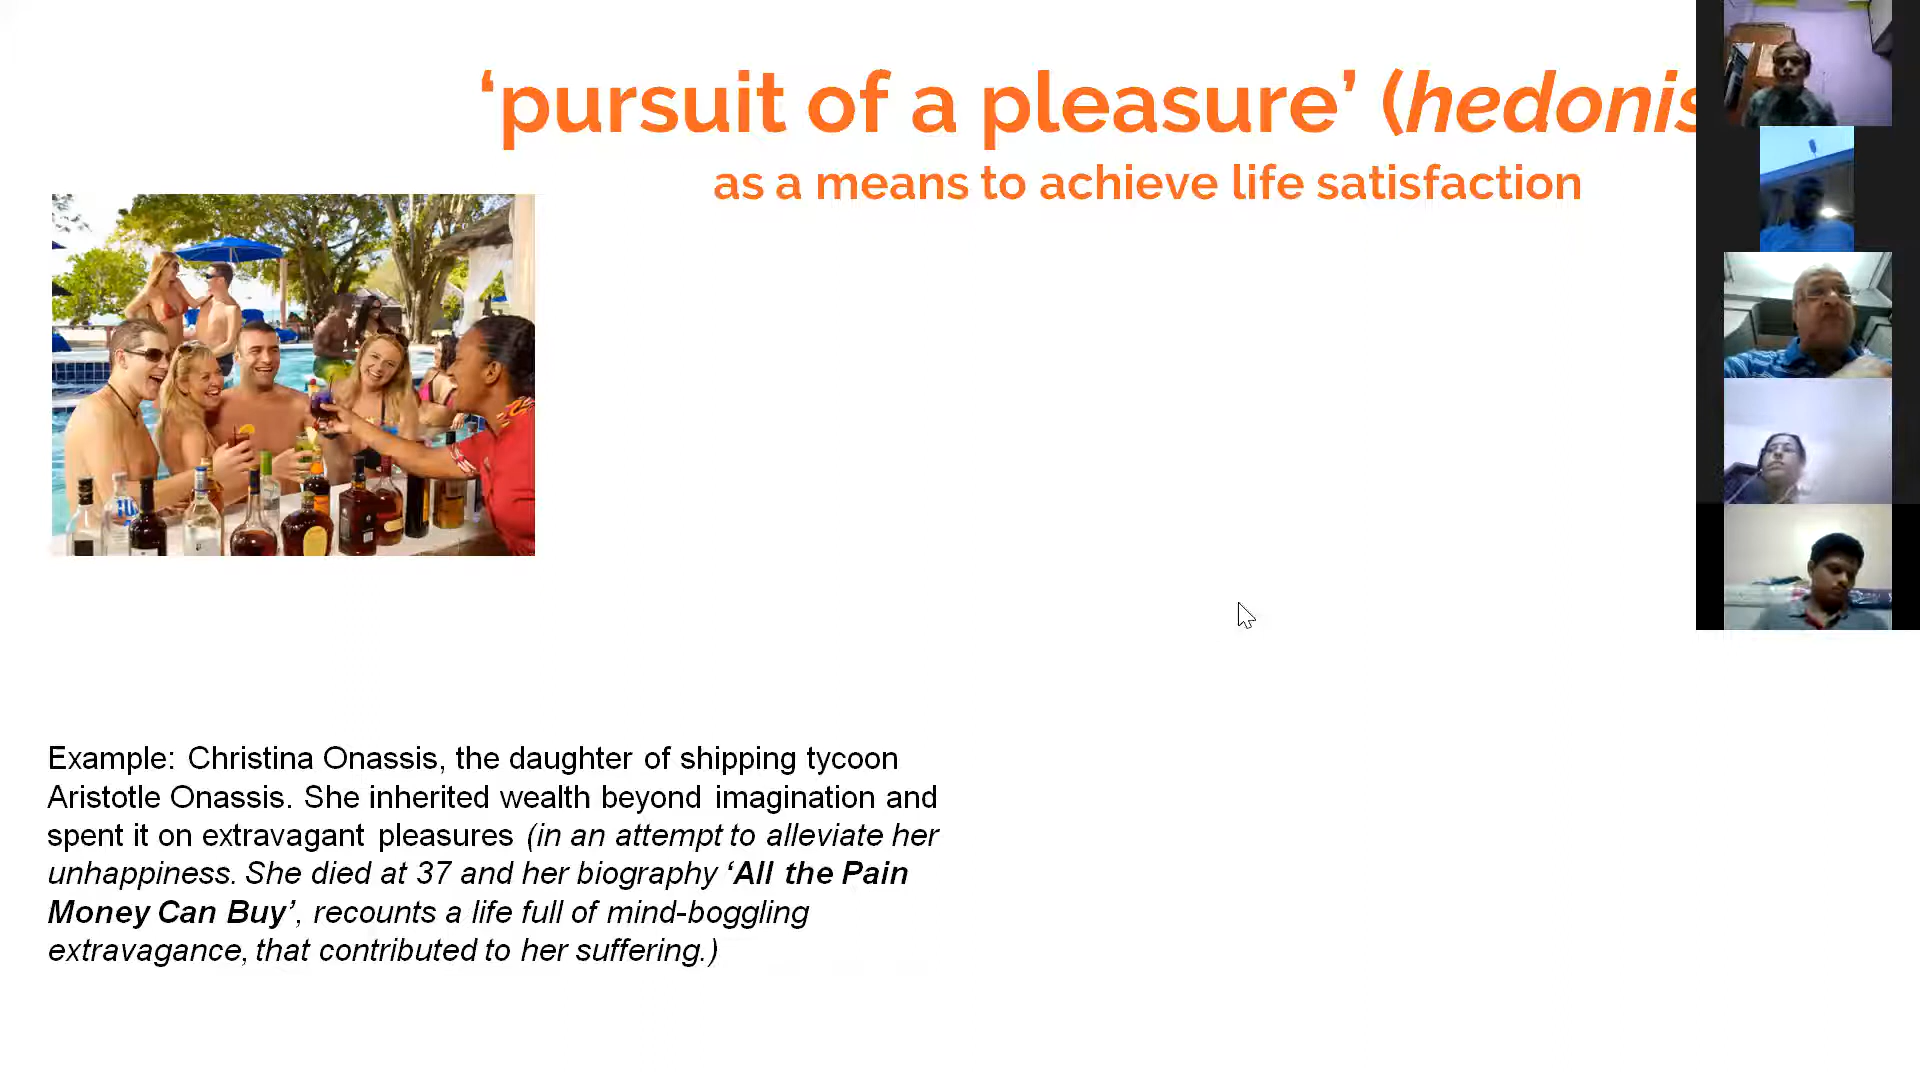 ‘pursuit of a pleasure’ (hedonis
as a means to achieve life satisfaction
Example: Christina Onassis, the daughter of shipping tycoon
Aristotle Onassis. She inherited wealth beyond imagination and
spent it on extravagant pleasures (in an attempt to alleviate her
unhappiness. She died at 37 and her biography ‘All the Pain
Money Can Buy’, recounts a life full of mind-boggling
extravagance, that contributed to her suffering.)